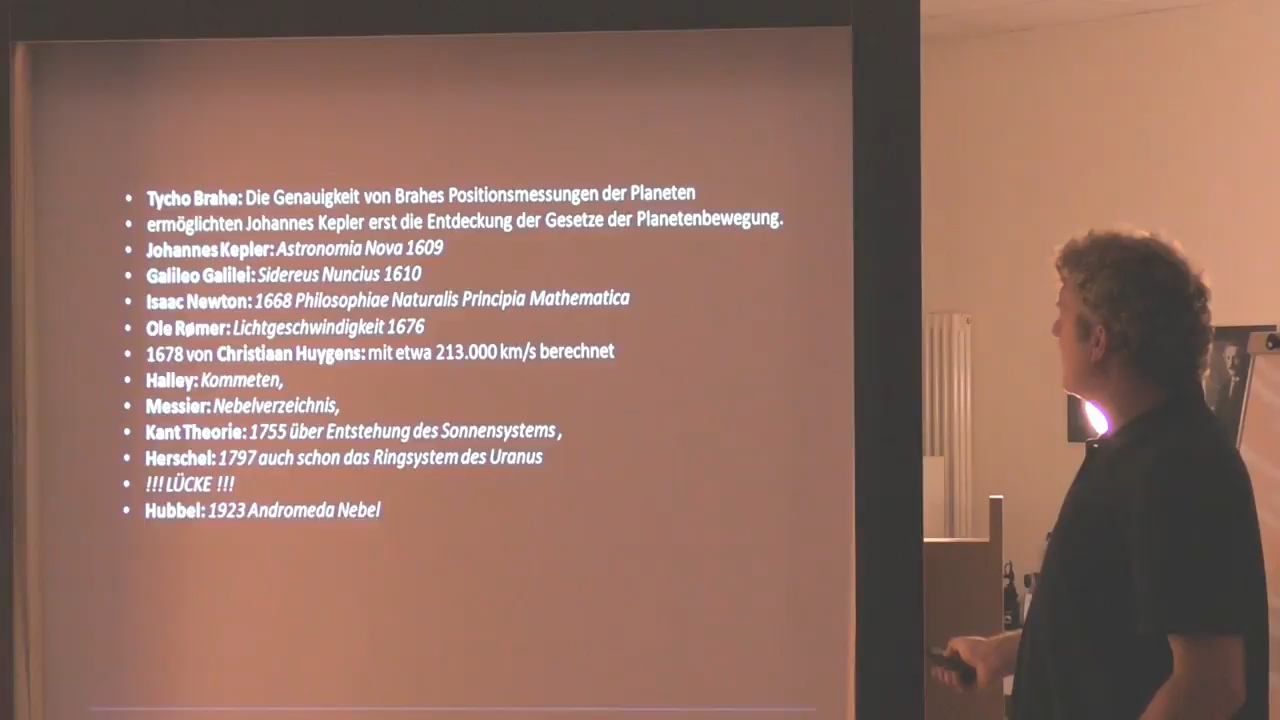 • Tycho Brahe: Die Genauigkeit von Brahes Positionsmessungen der Planeten
• ermöglichten Johannes Kepler erst die Entdeckung der Gesetze der Planetenbewegung.
• Johannes Kepler: Astronomia Nova 1609
• Galileo Galilei: Sidereus Nuncius 1610
• Isaac Newton: 1668 Philosophiae Naturalis Principia Mathematica
• Ole Rømer: Lichtgeschwindigkeit 1676
• 1678 von Christiaan Huygens: mit etwa 213.000 km/s berechnet
• Halley: Kommeten,
• Messier: Nebelverzeichnis,
• Kant Theorie: 1755 über Entstehung des Sonnensystems ,
• Herschel: 1797 auch schon das Ringsystem des Uranus
• !!! LÜCKE !!!
• Hubbel: 1923 Andromeda Nebel